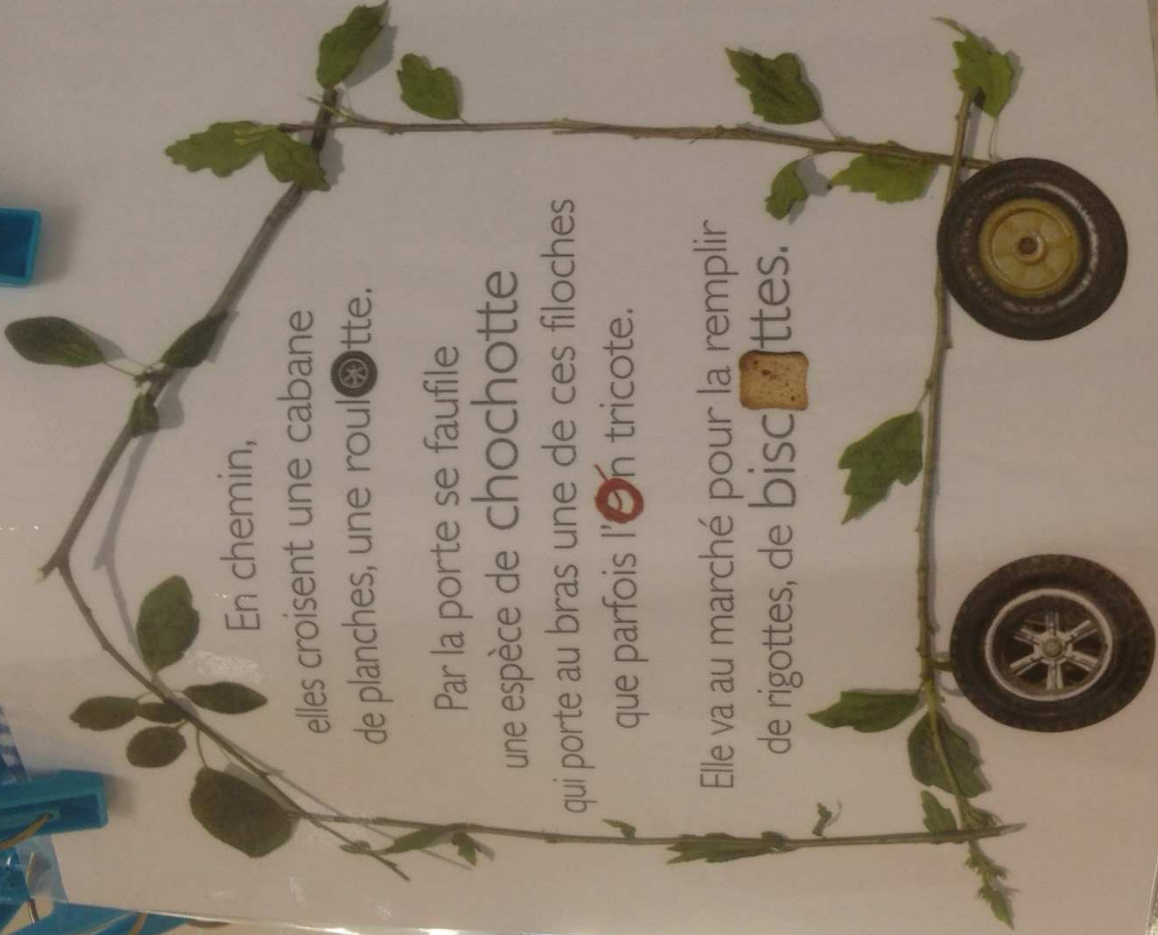 En chemin,
elles croisent une cabane
de planches, une roulotte.
Par la porte se faufile
une espèce de chochotte
qui porte au bras une de ces filoches
que parfois l'on tricote.
Elle va au marché pour la remplir
de rigottes, de biscottes.